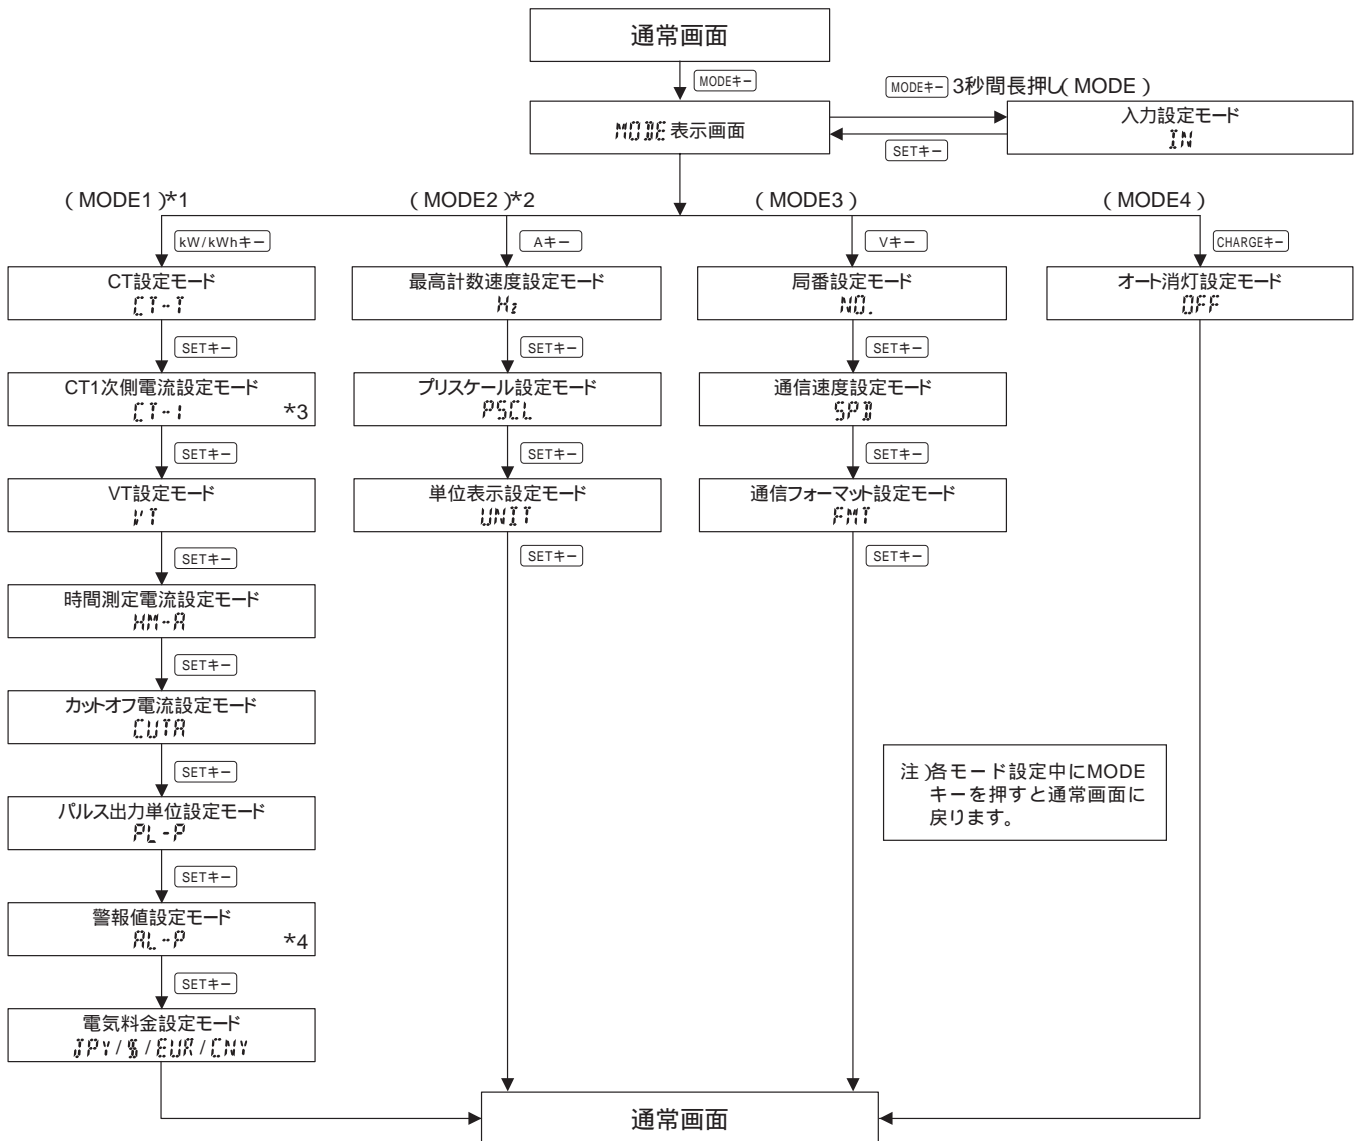 通常画面
MODEキー
MODEキー 3秒間長押し( MODE )
MODE 表示画面
入力設定モード
IN
SETキー
( MODE1 )*1
( MODE2 )*2
( MODE3 )
( MODE4 )
kW/kWhキー
Aキー
Vキー
CHARGEキー
CT設定モード
CT-T
最高計数速度設定モード
Hz
局番設定モード
NO.
オート消灯設定モード
OFF
SETキー
SETキー
SETキー
CT1次側電流設定モード
CT-1
*3
プリスケール設定モード
PSCL
通信速度設定モード
SPD
SETキー
SETキー
SETキー
VT設定モード
VT
単位表示設定モード
UNIT
通信フォーマット設定モード
FMT
SETキー
SETキー
SETキー
時間測定電流設定モード
HM-A
SETキー
カットオフ電流設定モード
CUTA
SETキー
注)各モード設定中にMODE
キーを押すと通常画面に
戻ります。
パルス出力単位設定モード
PL-P
SETキー
警報値設定モード
AL-P
*4
SETキー
電気料金設定モード
JPY/$/EUR/CNY
通常画面